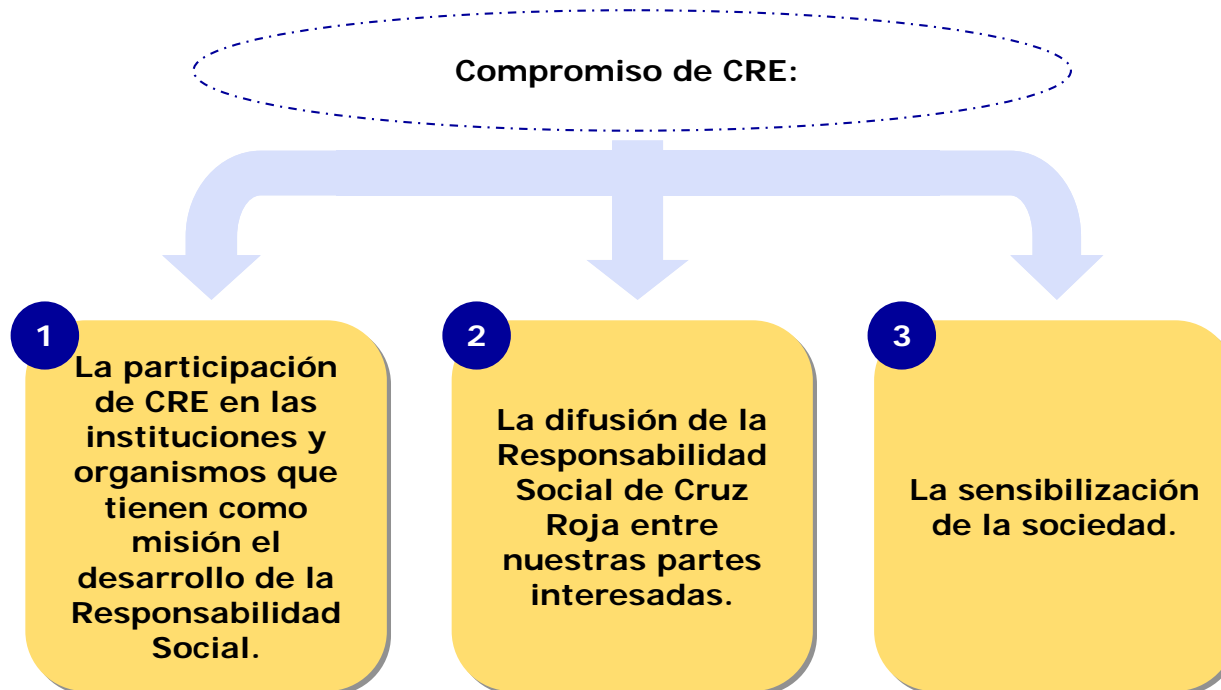 Compromiso de CRE:
1
La participación
de CRE en las
instituciones y
organismos que
tienen como
misión el
desarrollo de la
Responsabilidad
Social.
2
La difusión de la
Responsabilidad
Social de Cruz
Roja entre
nuestras partes
interesadas.
3
La sensibilización
de la sociedad.